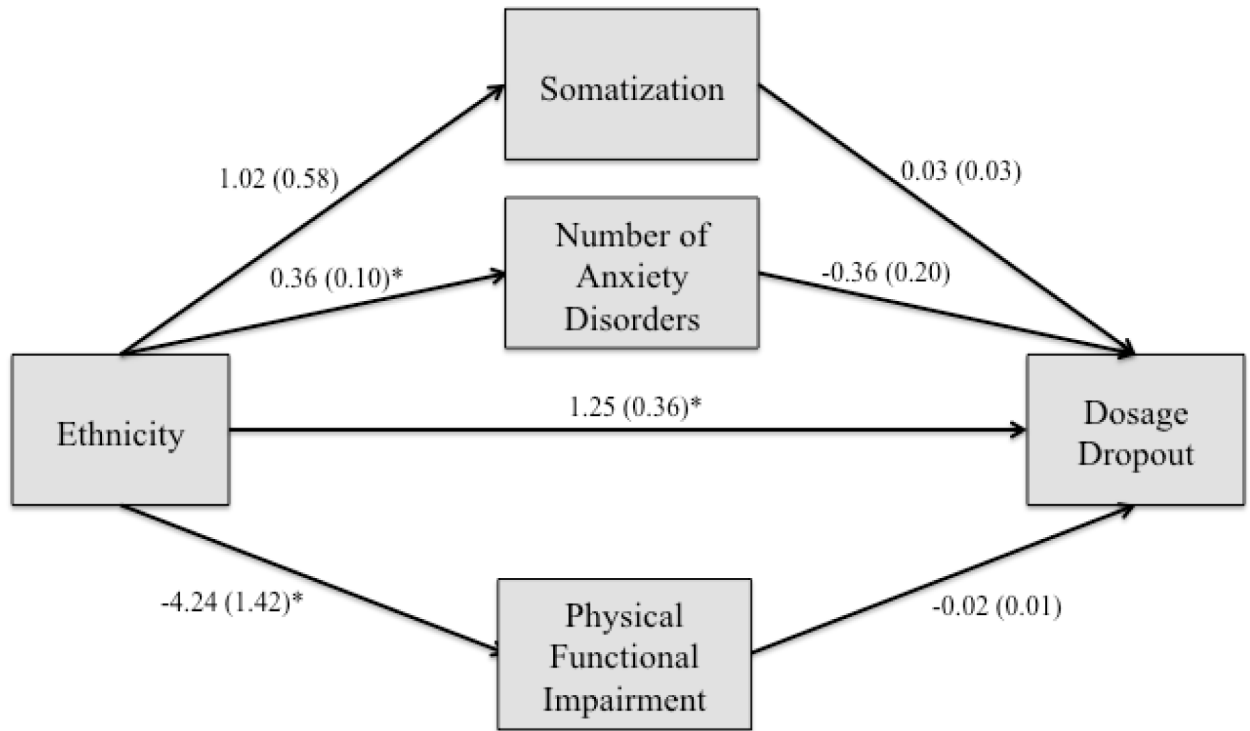 Somatization
1.02 (0.58)
0.03 (0.03)
Number of
Anxiety
Disorders
0.36 (0.10)*
-0.36 (0.20)
Ethnicity
1.25 (0.36)*
Dosage
Dropout
-4.24 (1.42)*
Physical
Functional
Impairment
-0.02 (0.01)